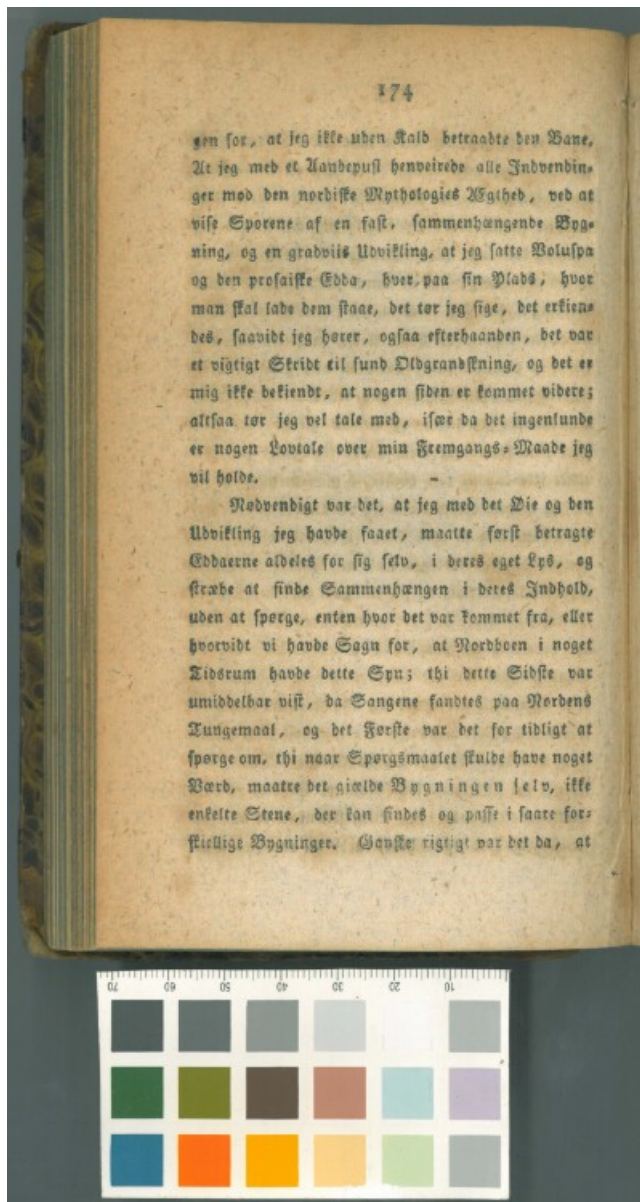 174
gen for, at jeg ikke uden Kald betraadte den Bane.
At jeg med et Aandepust henveirede alle Indvendin-
ger mod den nordiske Mythologies Ægthed, ved at
vise Sporene af en fast, sammenhængende Byg-
ning, og en gradviis Udvikling, at jeg satte Voluspa
og den prosaiske Edda, hver, paa sin Plads, hvor
man skal lade dem staae, det tør jeg sige, det erkien-
des, saavidt jeg hører, ogsaa efterhaanden, det var
et vigtigt Skridt til sund Oldgranskning, og det er
mig ikke bekiendt, at nogen siden er kommet videre;
altsaa tør jeg vel tale med, især da det ingenlunde
er nogen Lovtale over min Fremgangs-Maade jeg
vil holde.
Nødvendigt var det, at jeg med det Øie og den
Udvikling jeg havde faaet, maatte først betragte
Eddaerne aldeles for sig selv, i deres eget Lys, og
stræbe at finde Sammenhængen i deres Indhold,
uden at spørge, enten hvor det var kommet fra, eller
hvorvidt vi havde Sagn for, at Nordboen i noget
Tidsrum havde dette Syn; thi dette Sidste var
umiddelbar vist, da Sangene fandtes paa Nordens
Tungemaal, og det Første var det for tidligt at
spørge om, thi naar Spørgsmaalet skulde have noget
Værd, maatte det gielde Bygningen selv, ikke
enkelte Stene, der kan findes og passe i saare for-
skiellige Bygninger. Ganske rigtigt var det da, at
70 60 50 40 30 20 10